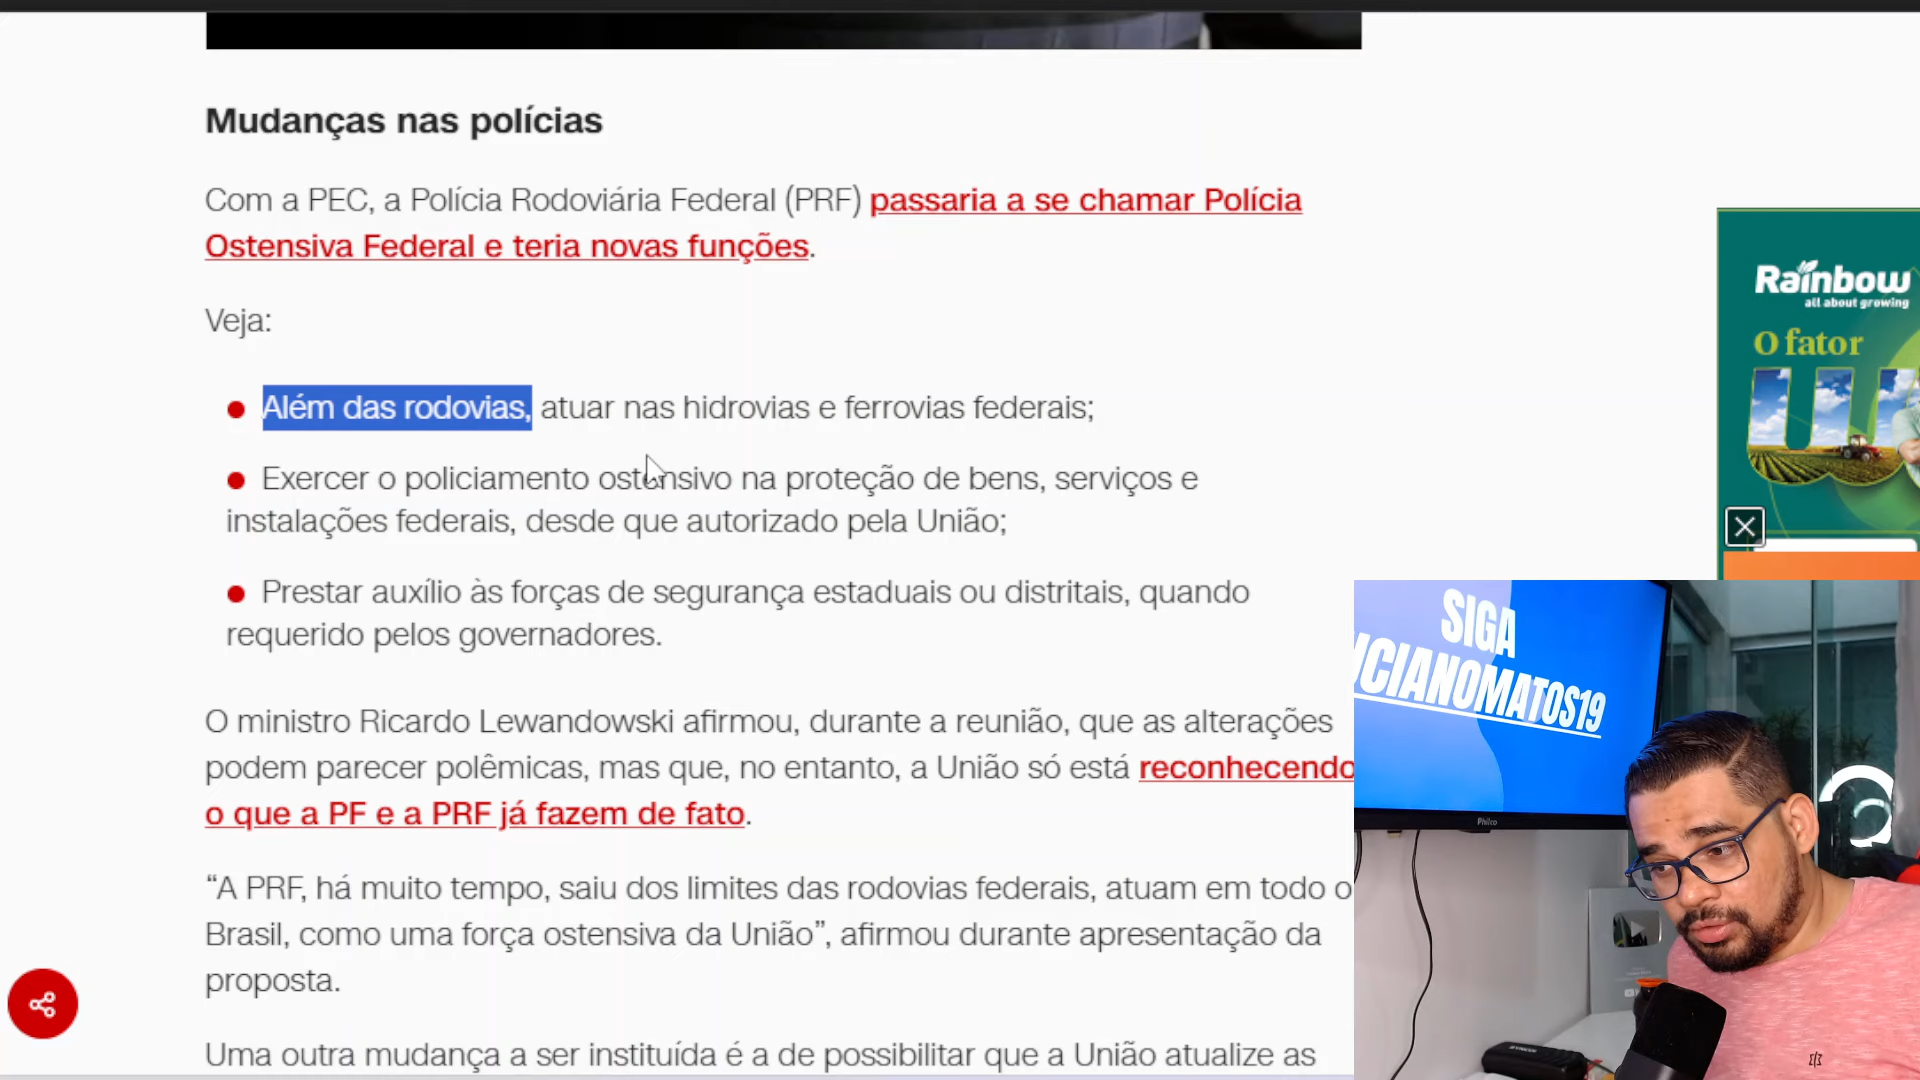 Mudanças nas polícias
Com a PEC, a Polícia Rodoviária Federal (PRF) passaria a se chamar Polícia
Ostensiva Federal e teria novas funções.
Veja:
Além das rodovias, atuar nas hidrovias e ferrovias federais;
Exercer o policiamento ostensivo na proteção de bens, serviços e
instalações federais, desde que autorizado pela União;
Prestar auxílio às forças de segurança estaduais ou distritais, quando
requerido pelos governadores.
O ministro Ricardo Lewandowski afirmou, durante a reunião, que as alterações
podem parecer polêmicas, mas que, no entanto, a União só está reconhecendo
o que a PF e a PRF já fazem de fato.
“A PRF, há muito tempo, saiu dos limites das rodovias federais, atuam em todo o
Brasil, como uma força ostensiva da União”, afirmou durante apresentação da
proposta.
Uma outra mudança a ser instituída é a de possibilitar que a União atualize as
Rainbow
all about growing
O fator
SIGA
UCIANOMATOS19
Philco